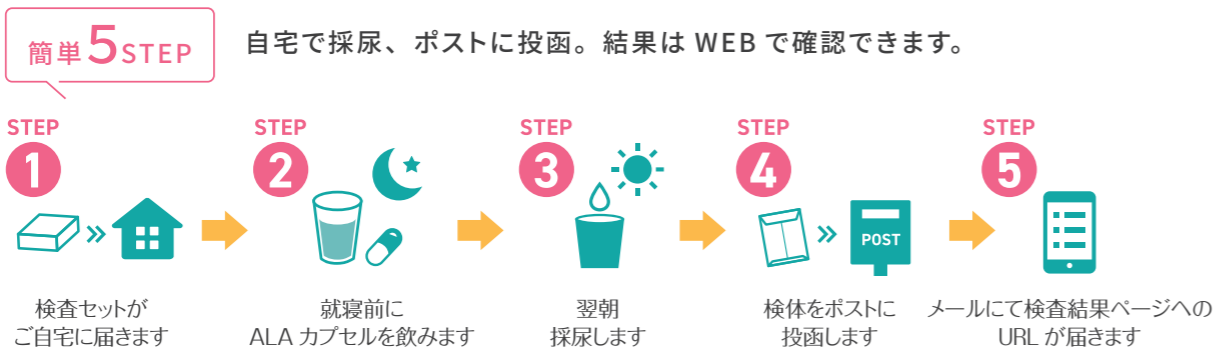 簡単5STEP
自宅で採尿、ポストに投函。結果は WEB で確認できます。
STEP
1
検査セットが
ご自宅に届きます
STEP
2
就寝前に
ALA カプセルを飲みます
STEP
3
翌朝
採尿します
STEP
4
POST
検体をポストに
投函します
STEP
5
メールにて検査結果ページへの
URL が届きます